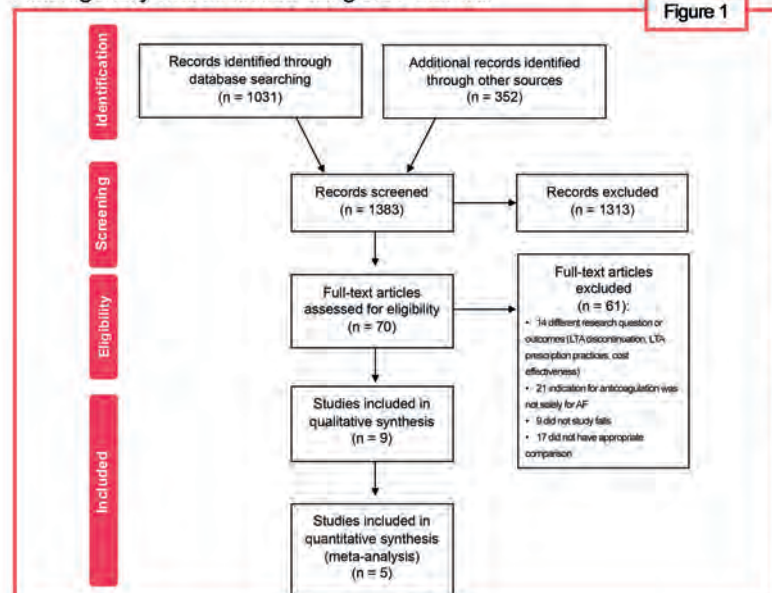 Figure 1
Identification
Records identified through
database searching
(n = 1031)
Additional records identified
through other sources
(n = 352)
Screening
Records screened
(n = 1383)
Records excluded
(n = 1313)
Eligibility
Full-text articles
assessed for eligibility
(n = 70)
Full-text articles
excluded
(n = 61):
• 14 different research question or
outcomes (LTA discontinuation, LTA
prescription practices, cost
effectiveness)
• 21 indication for anticoagulation was
not solely for AF
• 9 did not study falls
• 17 did not have appropriate
comparison
Included
Studies included in
qualitative synthesis
(n = 9)
Studies included in
quantitative synthesis
(meta-analysis)
(n = 5)